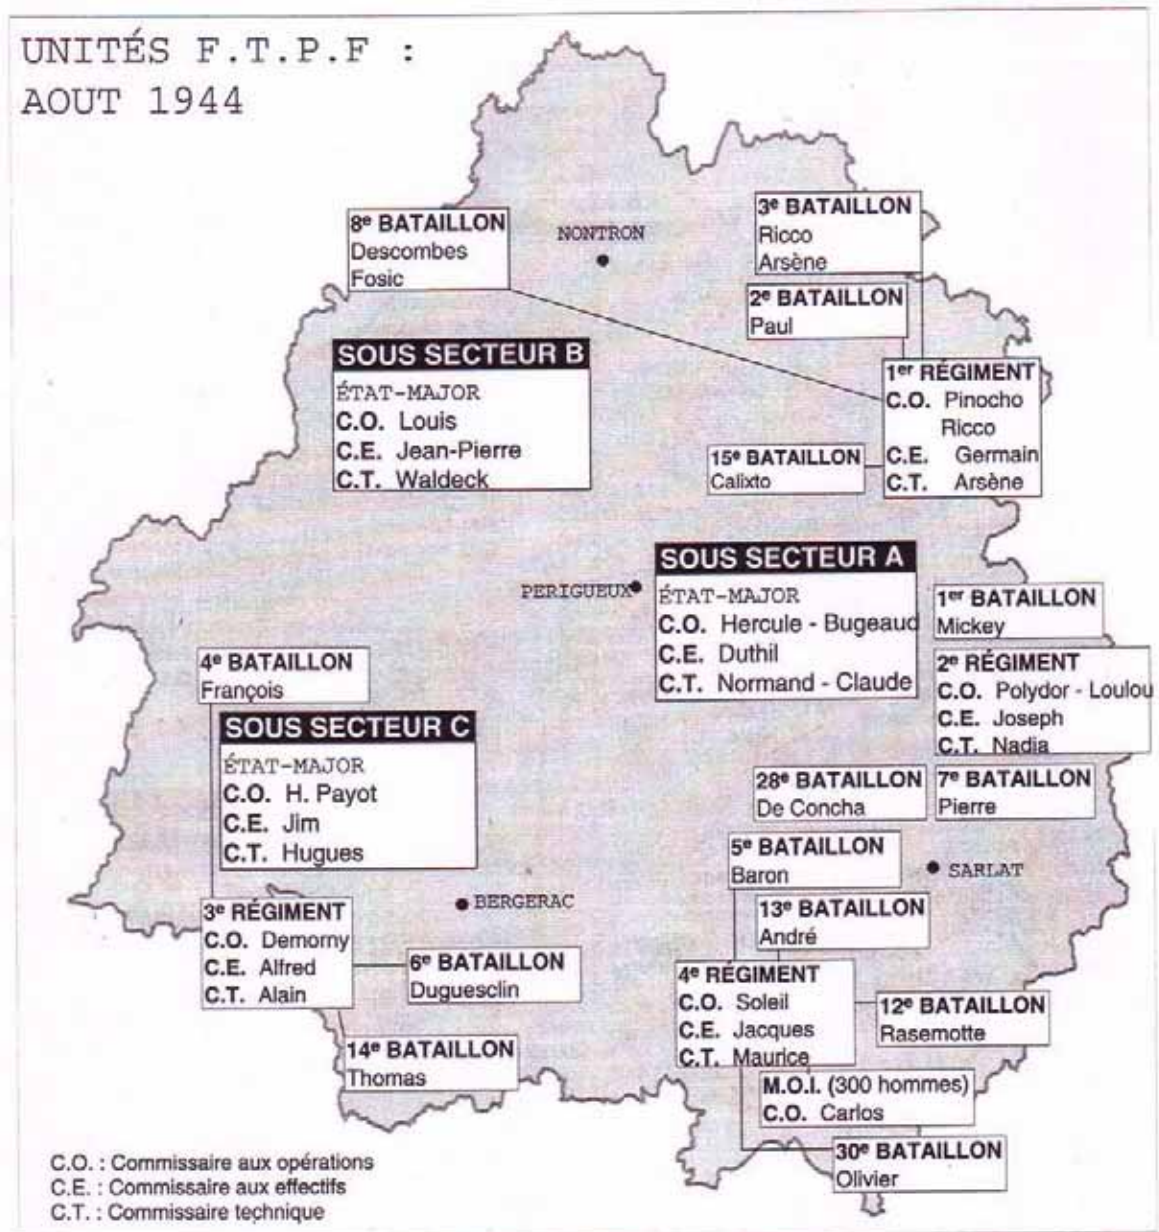 UNITÉS F.T.P.F :
AOUT 1944
8e BATAILLON
Descombes
Fosic
NONTRON
3e BATAILLON
Ricco
Arsène
2e BATAILLON
Paul
SOUS SECTEUR B
ÉTAT-MAJOR
C.O. Louis
C.E. Jean-Pierre
C.T. Waldeck
1er RÉGIMENT
C.O. Pinocho
Ricco
C.E. Germain
C.T. Arsène
15e BATAILLON
Calixto
PERIGUEUX
SOUS SECTEUR A
ÉTAT-MAJOR
C.O. Hercule - Bugeaud
C.E. Duthil
C.T. Normand - Claude
1er BATAILLON
Mickey
2e RÉGIMENT
C.O. Polydor - Loulou
C.E. Joseph
C.T. Nadia
4e BATAILLON
François
SOUS SECTEUR C
ÉTAT-MAJOR
C.O. H. Payot
C.E. Jim
C.T. Hugues
28e BATAILLON
De Concha
7e BATAILLON
Pierre
5e BATAILLON
Baron
SARLAT
BERGERAC
13e BATAILLON
André
3e RÉGIMENT
C.O. Demorny
C.E. Alfred
C.T. Alain
6e BATAILLON
Duguesclin
4e RÉGIMENT
C.O. Soleil
C.E. Jacques
C.T. Maurice
12e BATAILLON
Rasemotte
14e BATAILLON
Thomas
M.O.I. (300 hommes)
C.O. Carlos
30e BATAILLON
Olivier
C.O. : Commissaire aux opérations
C.E. : Commissaire aux effectifs
C.T. : Commissaire technique